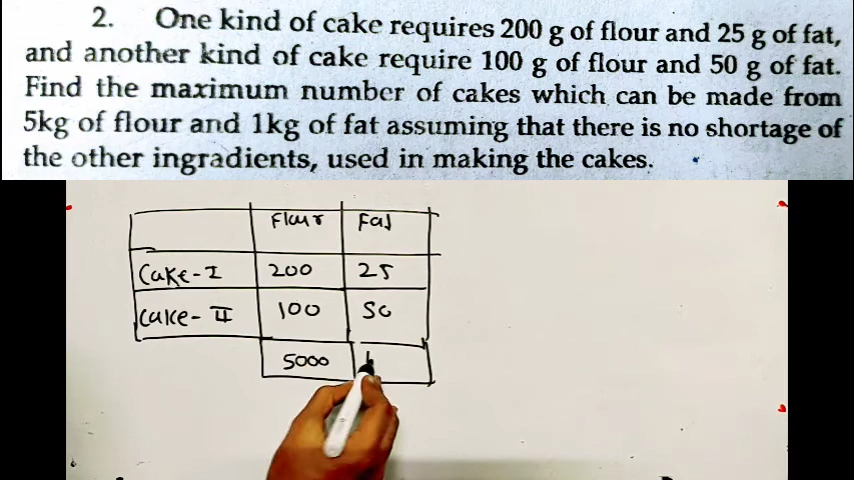 2. One kind of cake requires 200 g of flour and 25 g of fat,
and another kind of cake require 100 g of flour and 50 g of fat.
Find the maximum number of cakes which can be made from
5kg of flour and 1kg of fat assuming that there is no shortage of
the other ingradients, used in making the cakes.
Flour Fat
Cake-I 200 25
Cake-II 100 50
5000 1